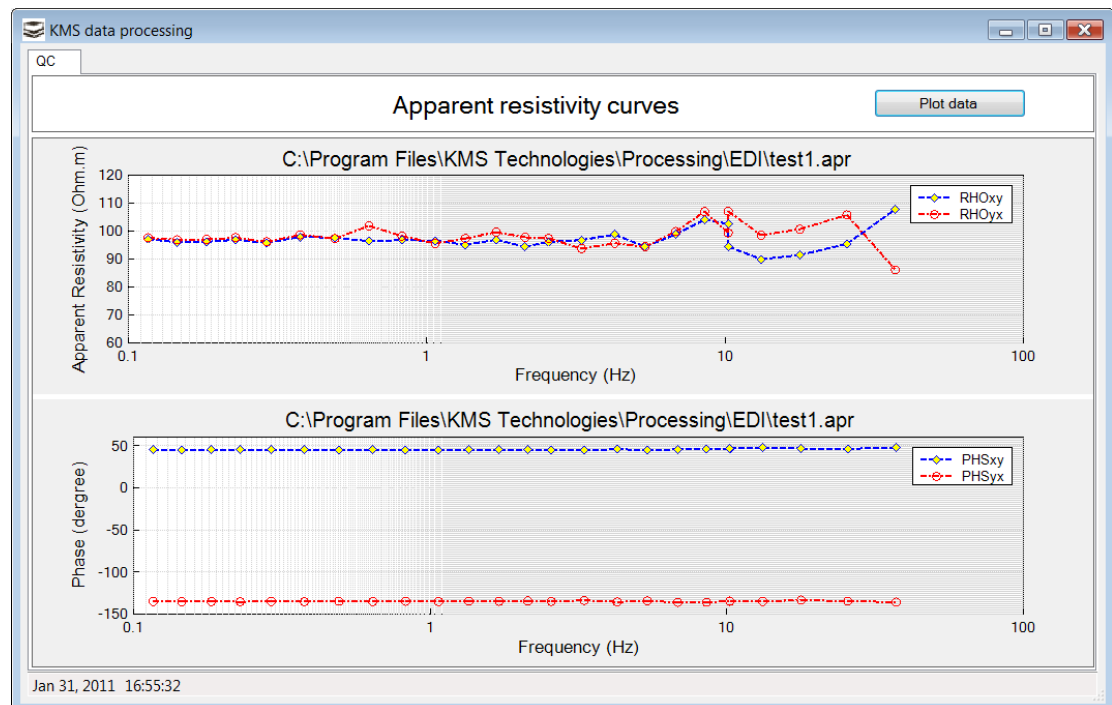 KMS data processing
QC
Apparent resistivity curves
Plot data
C:\Program Files\KMS Technologies\Processing\EDI\test1.apr
Apparent Resistivity (Ohm.m)
120
110
100
90
80
70
60
RHOxy
RHOyx
0.1
1
10
100
Frequency (Hz)
C:\Program Files\KMS Technologies\Processing\EDI\test1.apr
Phase (dergree)
50
0
-50
-100
-150
PHSxy
PHSyx
0.1
1
10
100
Frequency (Hz)
Jan 31, 2011 16:55:32